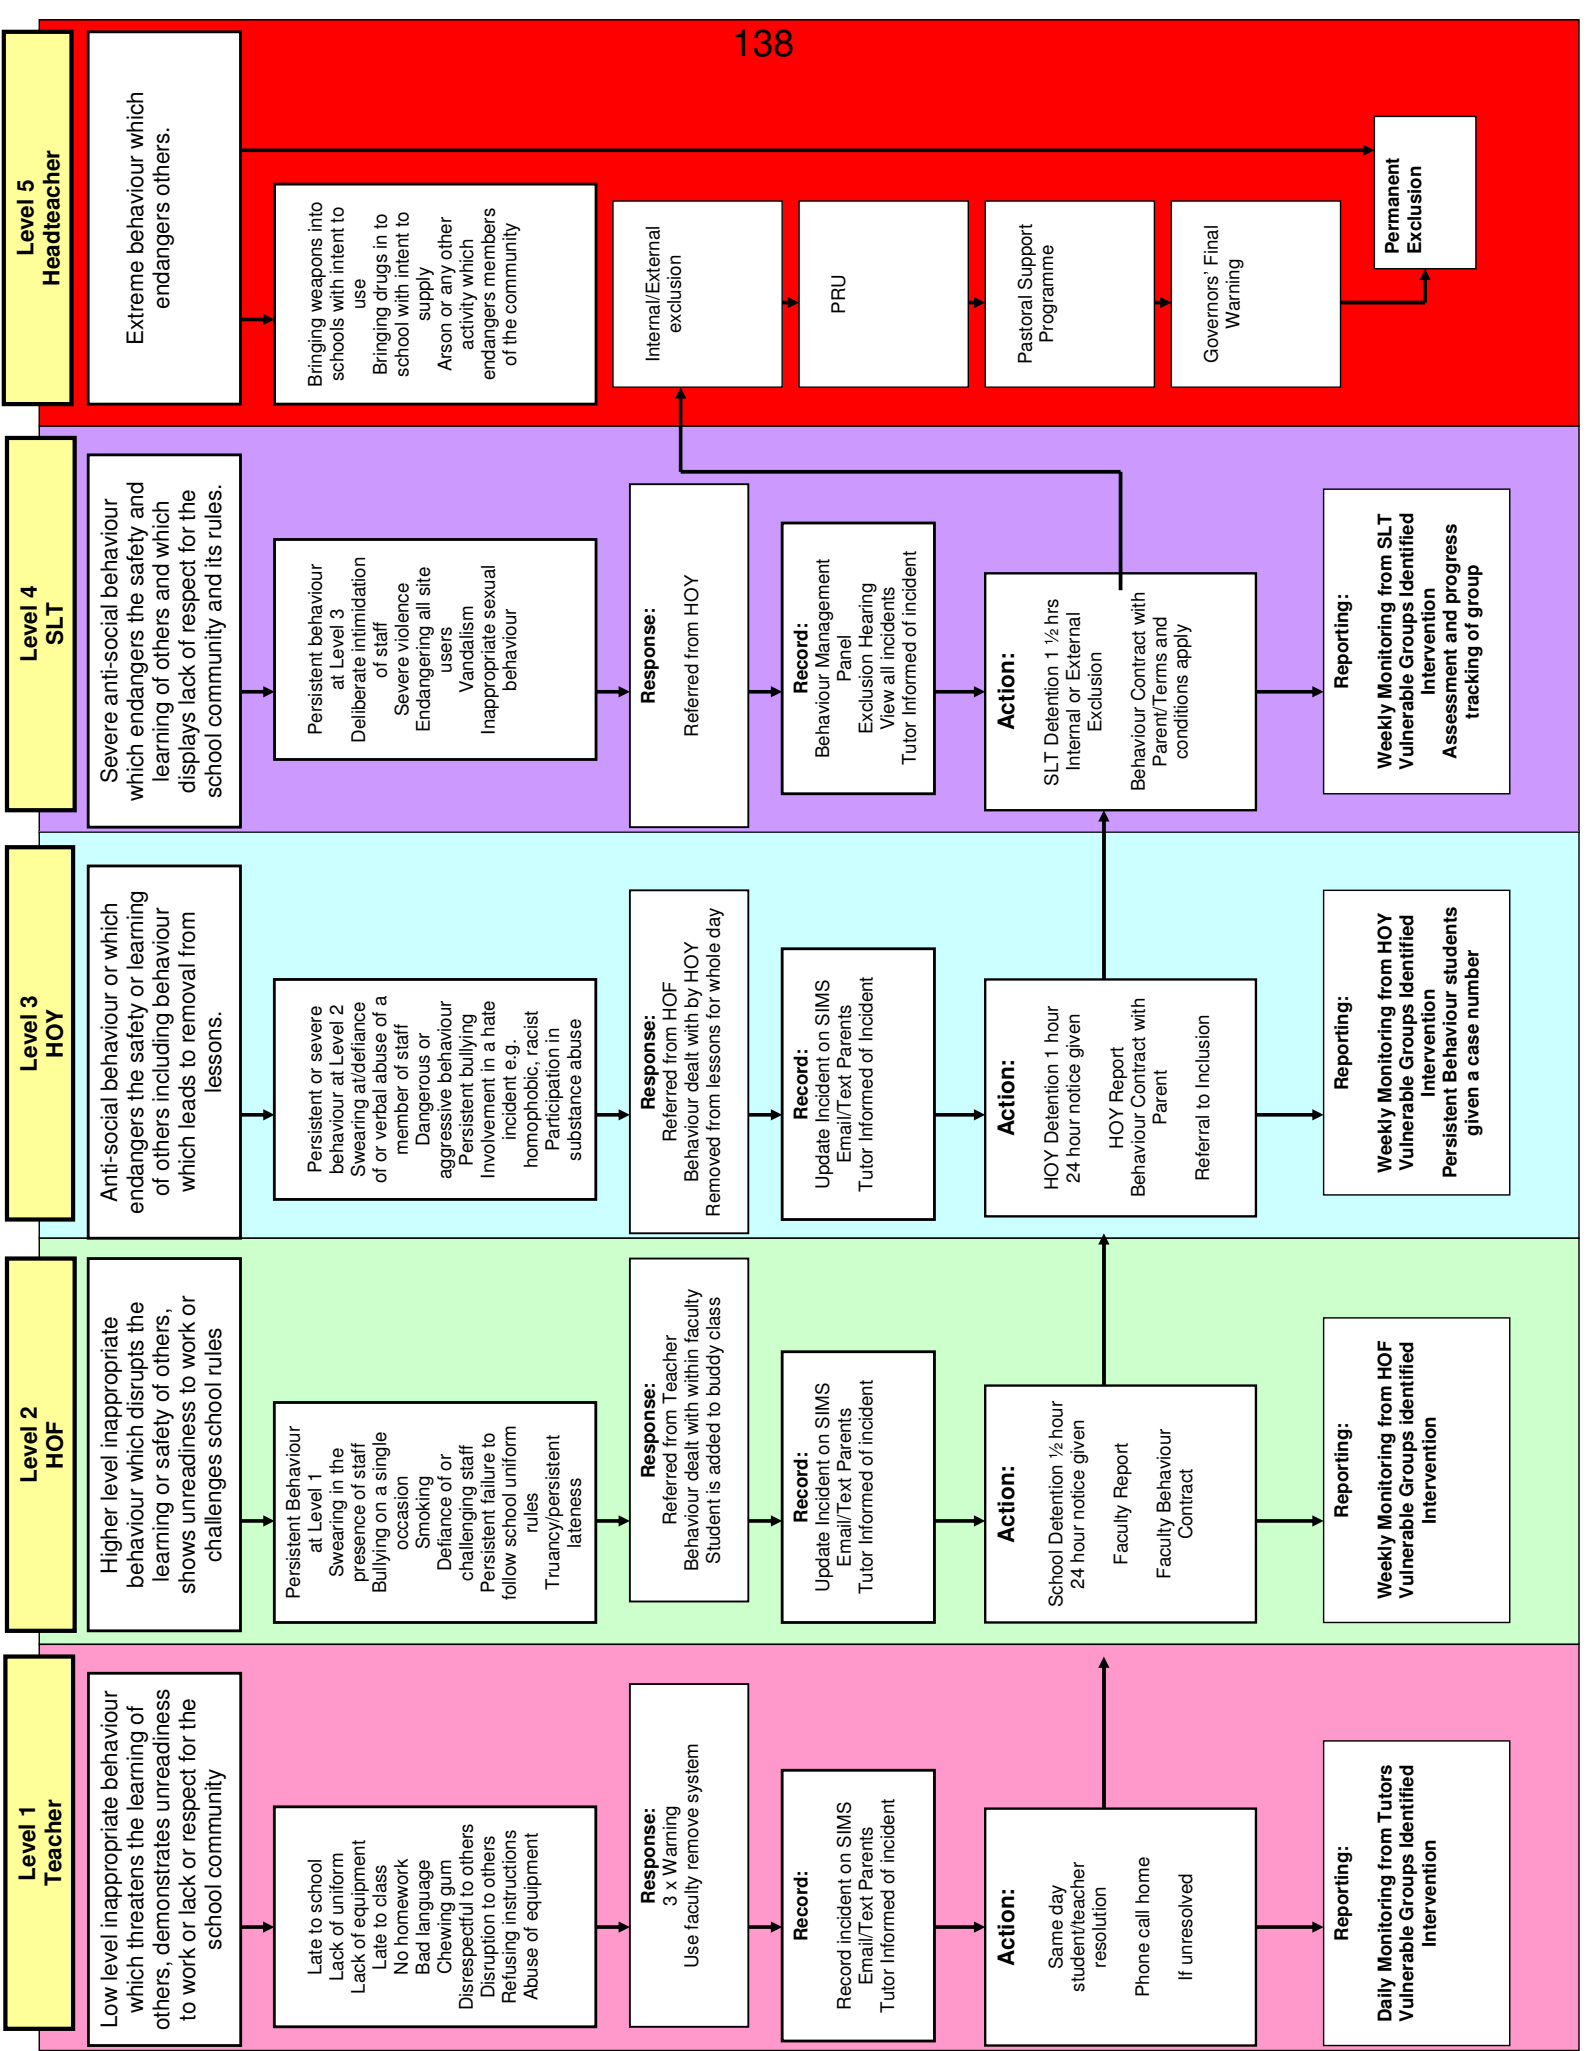 138
Level 1
Teacher
Low level inappropriate behaviour
which threatens the learning of
others, demonstrates unreadiness
to work or lack or respect for the
school community
Late to school
Lack of uniform
Lack of equipment
Late to class
No homework
Bad language
Chewing gum
Disrespectful to others
Disruption to others
Refusing instructions
Abuse of equipment
Response:
3 x Warning
Use faculty remove system
Record:
Record incident on SIMS
Email/Text Parents
Tutor Informed of incident
Action:
Same day
student/teacher
resolution
Phone call home
If unresolved
Reporting:
Daily Monitoring from Tutors
Vulnerable Groups Identified
Intervention
Level 2
HOF
Higher level inappropriate
behaviour which disrupts the
learning or safety of others,
shows unreadiness to work or
challenges school rules
Persistent Behaviour
at Level 1
Swearing in the
presence of staff
Bullying on a single
occasion
Smoking
Defiance of or
challenging staff
Persistent failure to
follow school uniform
rules
Truancy/persistent
lateness
Response:
Referred from Teacher
Behaviour dealt with within faculty
Student is added to buddy class
Record:
Update Incident on SIMS
Email/Text Parents
Tutor Informed of incident
Action:
School Detention ½ hour
24 hour notice given
Faculty Report
Faculty Behaviour
Contract
Reporting:
Weekly Monitoring from HOF
Vulnerable Groups identified
Intervention
Level 3
HOY
Anti-social behaviour or which
endangers the safety or learning
of others including behaviour
which leads to removal from
lessons.
Persistent or severe
behaviour at Level 2
Swearing at/defiance
of or verbal abuse of a
member of staff
Dangerous or
aggressive behaviour
Persistent bullying
Involvement in a hate
incident e.g.
homophobic, racist
Participation in
substance abuse
Response:
Referred from HOF
Behaviour dealt with by HOY
Removed from lessons for whole day
Record:
Update Incident on SIMS
Email/Text Parents
Tutor Informed of Incident
Action:
HOY Detention 1 hour
24 hour notice given
HOY Report
Behaviour Contract with
Parent
Referral to Inclusion
Reporting:
Weekly Monitoring from HOY
Vulnerable Groups Identified
Intervention
Persistent Behaviour students
given a case number
Level 4
SLT
Severe anti-social behaviour
which endangers the safety and
learning of others and which
displays lack of respect for the
school community and its rules.
Persistent behaviour
at Level 3
Deliberate intimidation
of staff
Severe violence
Endangering all site
users
Vandalism
Inappropriate sexual
behaviour
Response:
Referred from HOY
Record:
Behaviour Management
Panel
Exclusion Hearing
View all incidents
Tutor Informed of incident
Action:
SLT Detention 1 ½ hrs
Internal or External
Exclusion
Behaviour Contract with
Parent/Terms and
conditions apply
Reporting:
Weekly Monitoring from SLT
Vulnerable Groups Identified
Intervention
Assessment and progress
tracking of group
Level 5
Headteacher
Extreme behaviour which
endangers others.
Bringing weapons into
schools with intent to
use
Bringing drugs in to
school with intent to
supply
Arson or any other
activity which
endangers members
of the community
Internal/External
exclusion
PRU
Pastoral Support
Programme
Governors' Final
Warning
Permanent
Exclusion